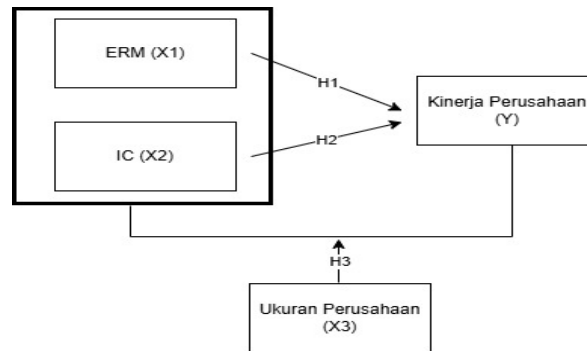 ERM (X1)
H1
Kinerja Perusahaan
(Y)
H2
IC (X2)
H3
Ukuran Perusahaan
(X3)